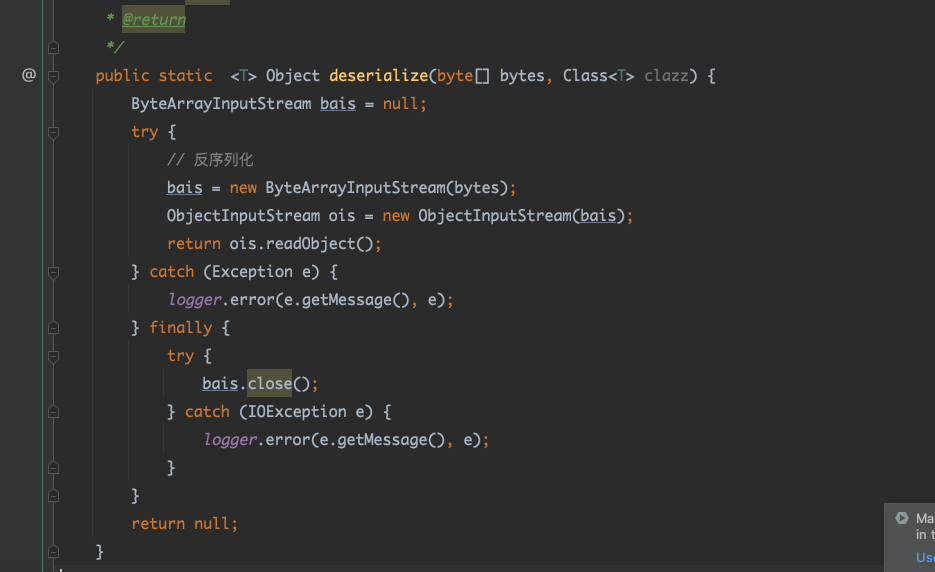 * @return
*/
@ public static <T> Object deserialize(byte[] bytes, Class<T> clazz) {
ByteArrayInputStream bais = null;
try {
// 反序列化
bais = new ByteArrayInputStream(bytes);
ObjectInputStream ois = new ObjectInputStream(bais);
return ois.readObject();
} catch (Exception e) {
logger.error(e.getMessage(), e);
} finally {
try {
bais.close();
} catch (IOException e) {
logger.error(e.getMessage(), e);
}
}
return null;
}
Ma
in t
Use